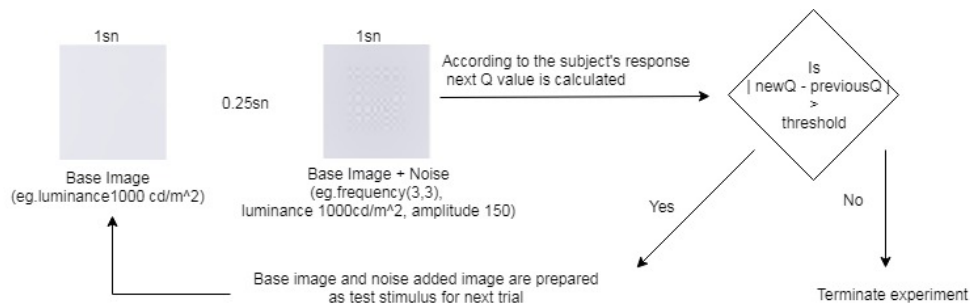 1sn
1sn
0.25sn
Base Image
(eg.luminance1000 cd/m^2)
Base Image + Noise
(eg.frequency(3,3),
luminance 1000cd/m^2, amplitude 150)
According to the subject's response
next Q value is calculated
Is
| newQ - previousQ |
>
threshold
Yes
No
Base image and noise added image are prepared
as test stimulus for next trial
Terminate experiment